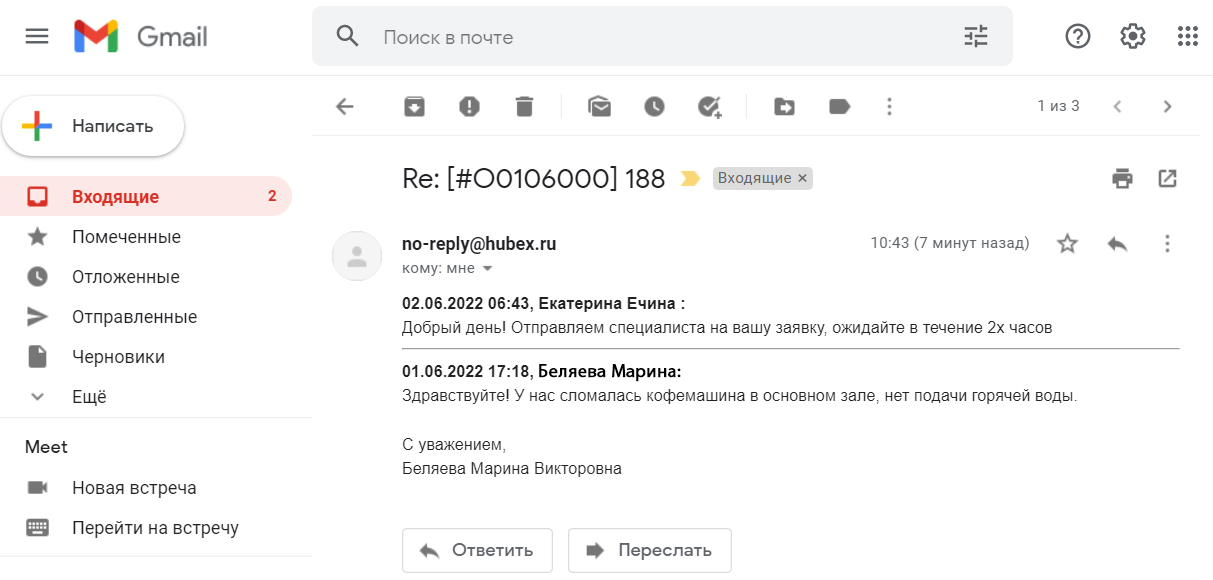 Gmail
Поиск в почте
Написать
1 из 3
Входящие 2
Помеченные
Отложенные
Отправленные
Черновики
Ещё
Meet
Новая встреча
Перейти на встречу
Re: [#O0106000] 188 Входящие ×
no-reply@hubex.ru 10:43 (7 минут назад)
кому: мне
02.06.2022 06:43, Екатерина Ечина :
Добрый день! Отправляем специалиста на вашу заявку, ожидайте в течение 2х часов
01.06.2022 17:18, Беляева Марина:
Здравствуйте! У нас сломалась кофемашина в основном зале, нет подачи горячей воды.
С уважением,
Беляева Марина Викторовна
Ответить Переслать